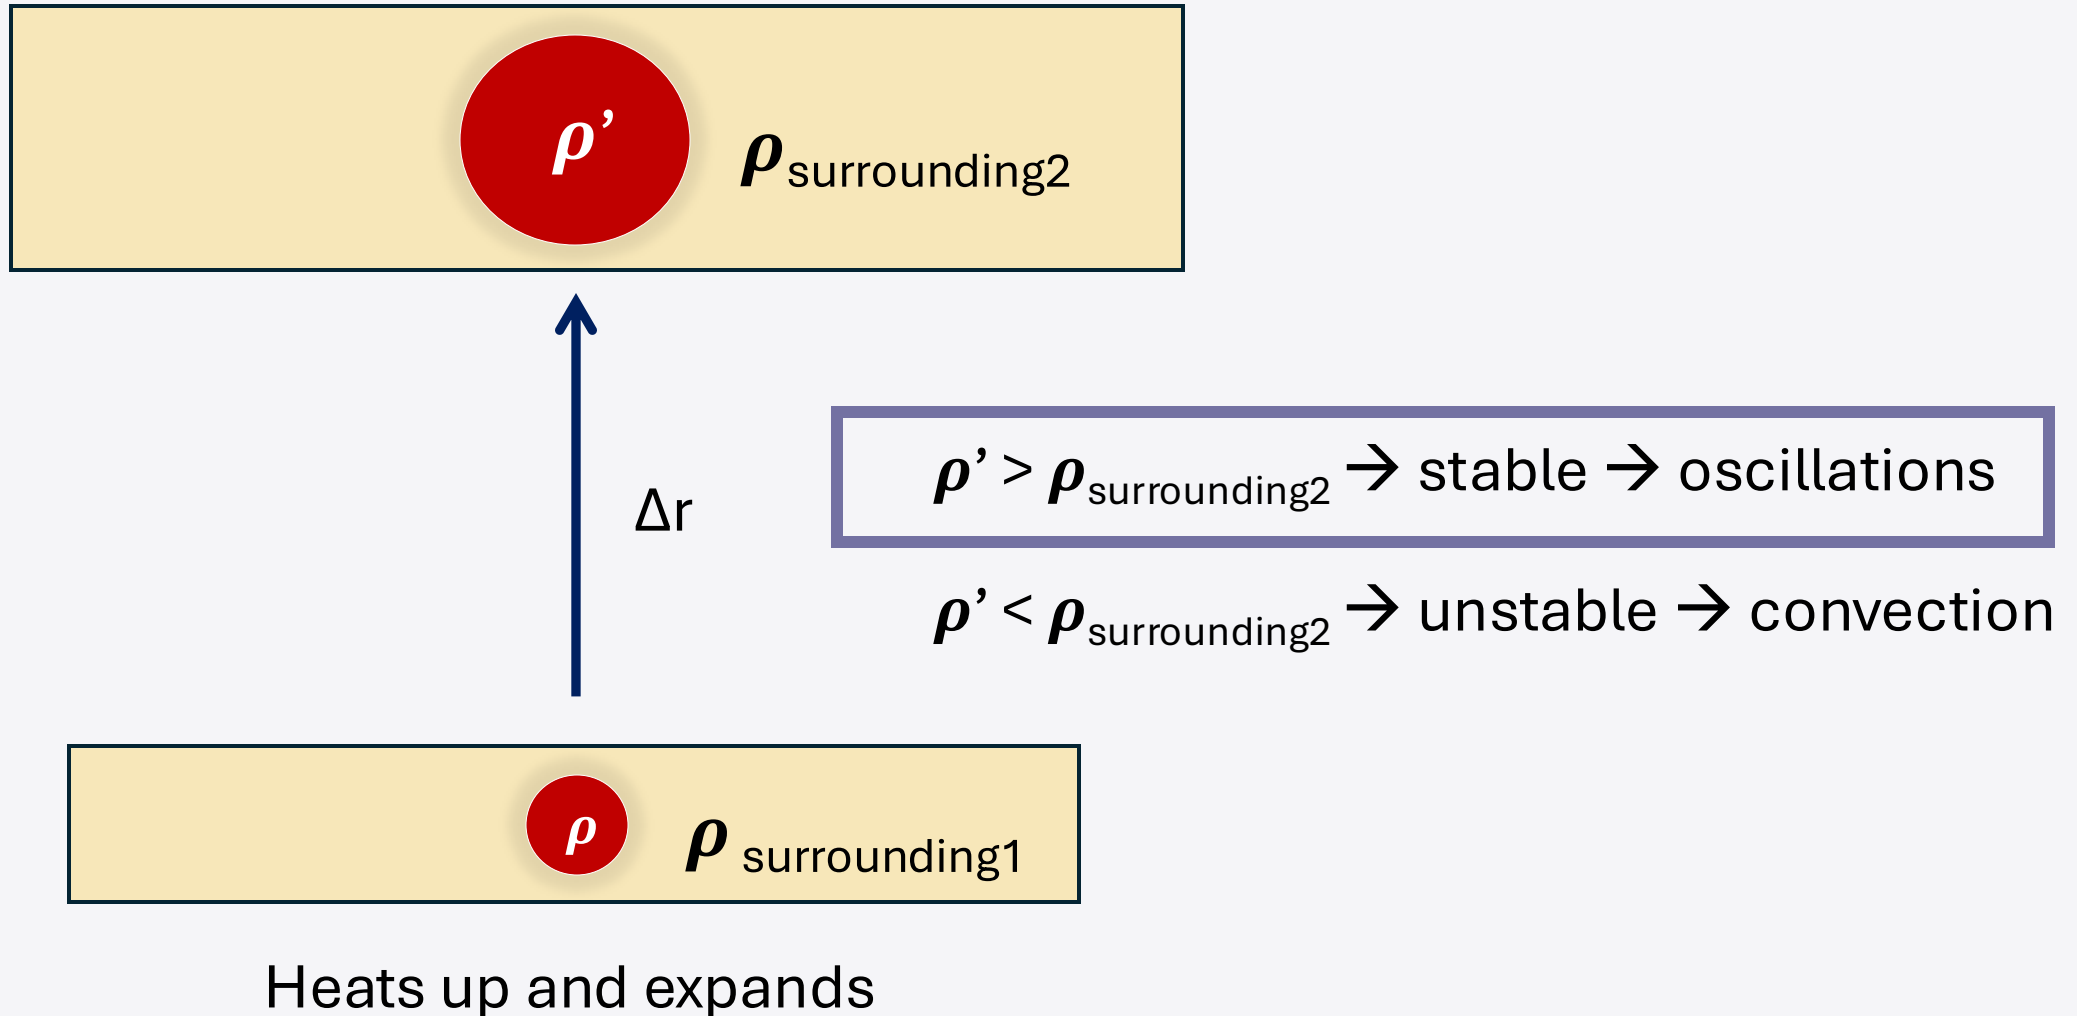 ρ’
ρsurrounding2
Δr
ρ’ > ρsurrounding2 → stable → oscillations
ρ’ < ρsurrounding2 → unstable → convection
ρ
ρ surrounding1
Heats up and expands